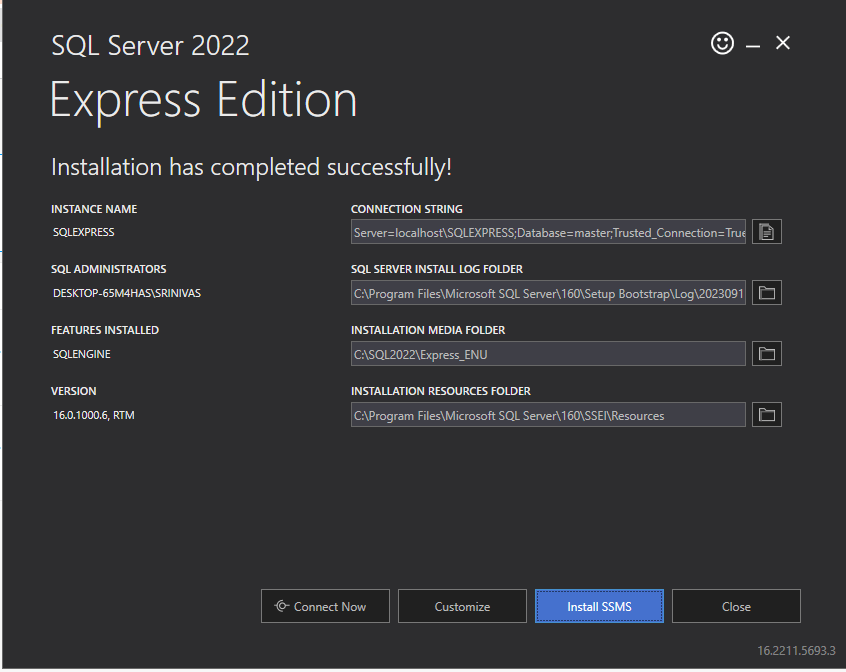 SQL Server 2022
Express Edition
Installation has completed successfully!
INSTANCE NAME
SQLEXPRESS
CONNECTION STRING
Server=localhost\SQLEXPRESS;Database=master;Trusted_Connection=True
SQL ADMINISTRATORS
DESKTOP-65M4HAS\SRINIVAS
SQL SERVER INSTALL LOG FOLDER
C:\Program Files\Microsoft SQL Server\160\Setup Bootstrap\Log\2023091
FEATURES INSTALLED
SQLENGINE
INSTALLATION MEDIA FOLDER
C:\SQL2022\Express_ENU
VERSION
16.0.1000.6, RTM
INSTALLATION RESOURCES FOLDER
C:\Program Files\Microsoft SQL Server\160\SSEI\Resources
Connect Now
Customize
Install SSMS
Close
16.2211.5693.3